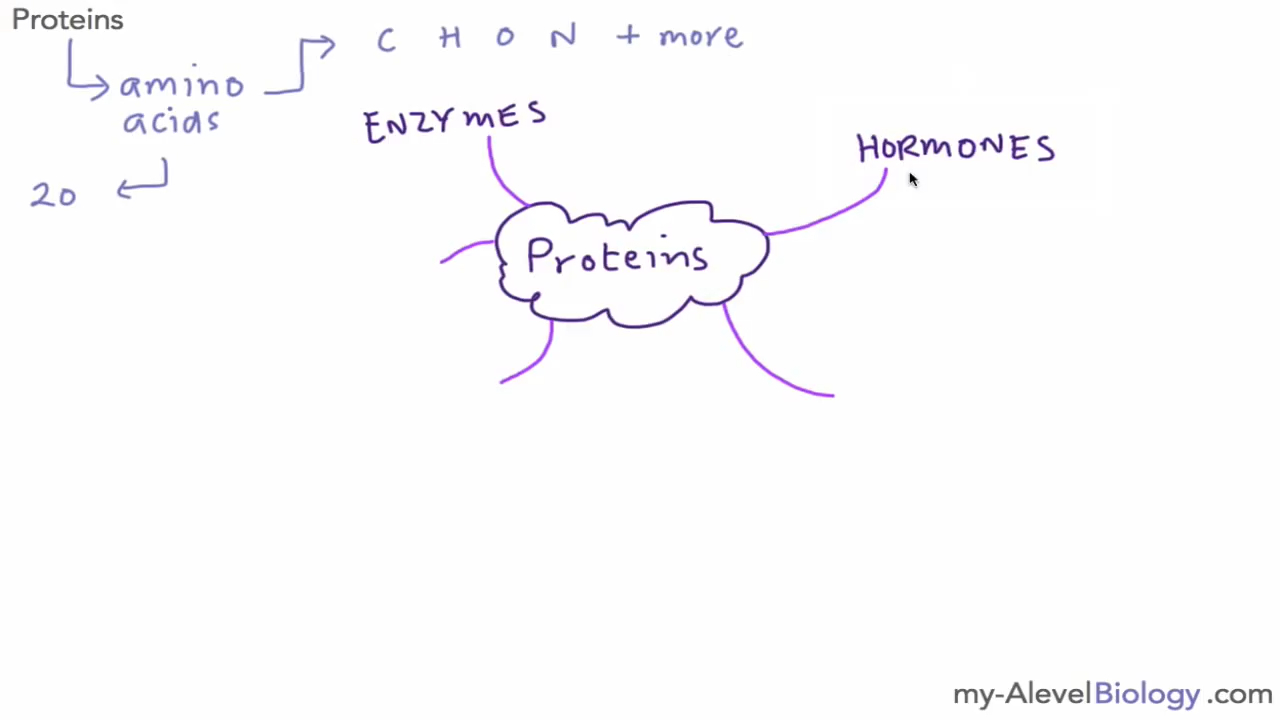 Proteins
C H O N + more
amino
acids
20
ENZYMES
HORMONES
Proteins
my-AlevelBiology.com